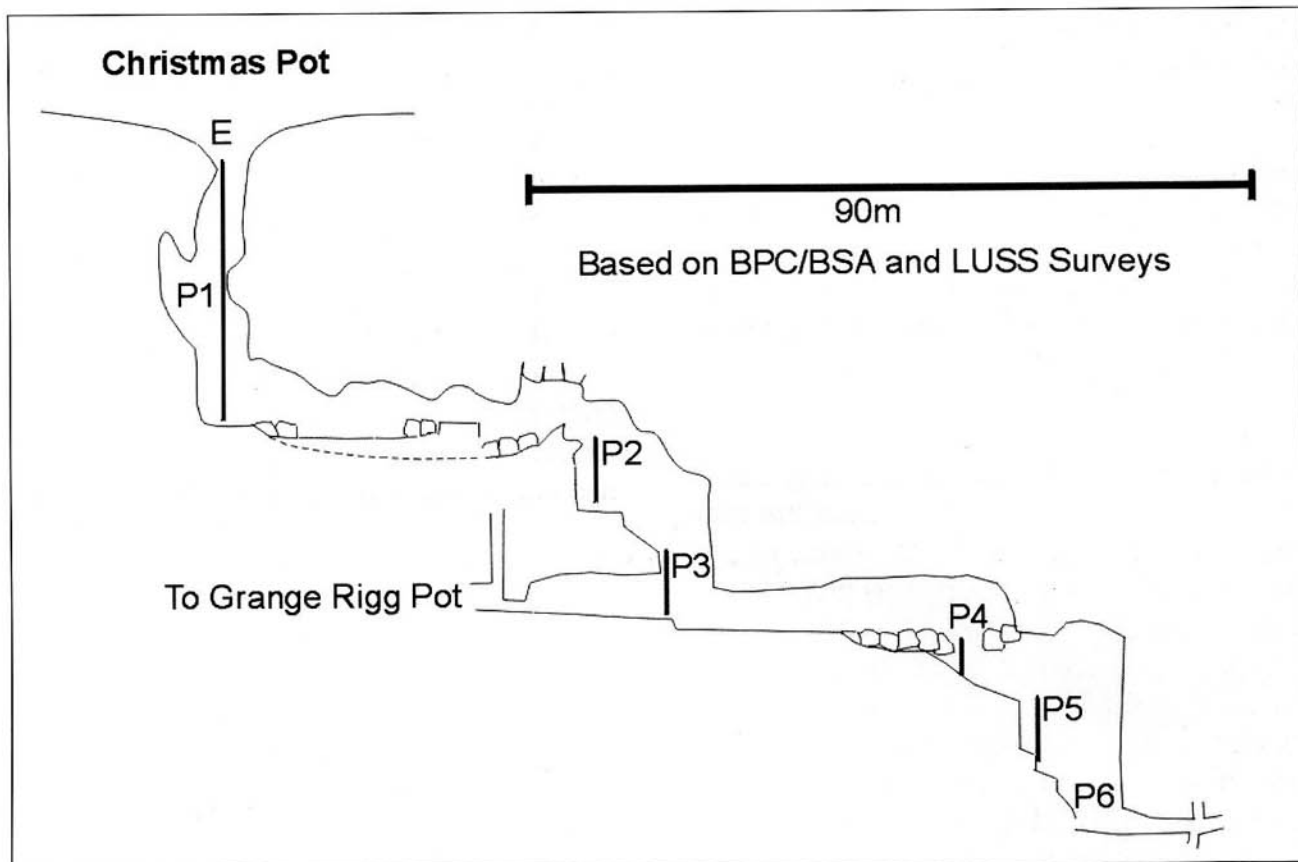 Christmas Pot
E
90m
Based on BPC/BSA and LUSS Surveys
P1
P2
P3
To Grange Rigg Pot
P4
P5
P6